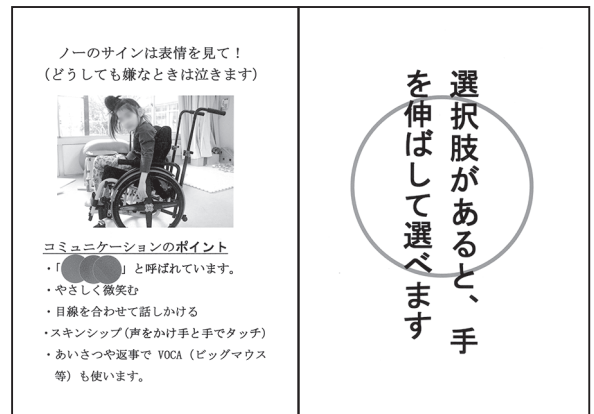 ノーのサインは表情を見て！
（どうしても嫌なときは泣きます）
コミュニケーションのポイント
・「　　　」と呼ばれています。
・やさしく微笑む
・目線を合わせて話しかける
・スキンシップ（声をかけ手と手でタッチ）
・あいさつや返事で VOCA（ビッグマウス
等）も使います。
選択肢があると、手
を伸ばして選べます